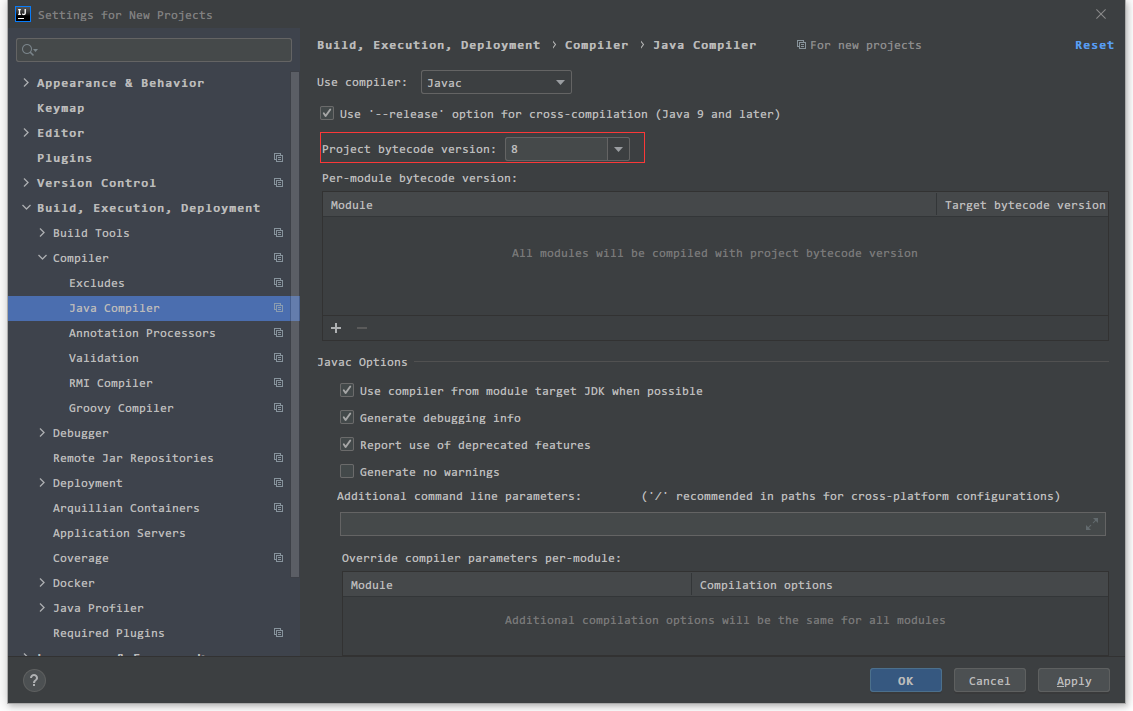 Settings for New Projects
Appearance & Behavior
Keymap
Editor
Plugins
Version Control
Build, Execution, Deployment
Build Tools
Compiler
Excludes
Java Compiler
Annotation Processors
Validation
RMI Compiler
Groovy Compiler
Debugger
Remote Jar Repositories
Deployment
Arquillian Containers
Application Servers
Coverage
Docker
Java Profiler
Required Plugins
Build, Execution, Deployment › Compiler › Java Compiler For new projects Reset
Use compiler: Javac
Use '--release' option for cross-compilation (Java 9 and later)
Project bytecode version: 8
Per-module bytecode version:
Module Target bytecode version
All modules will be compiled with project bytecode version
+ −
Javac Options
Use compiler from module target JDK when possible
Generate debugging info
Report use of deprecated features
Generate no warnings
Additional command line parameters: ('/' recommended in paths for cross-platform configurations)
Override compiler parameters per-module:
Module Compilation options
Additional compilation options will be the same for all modules
? OK Cancel Apply